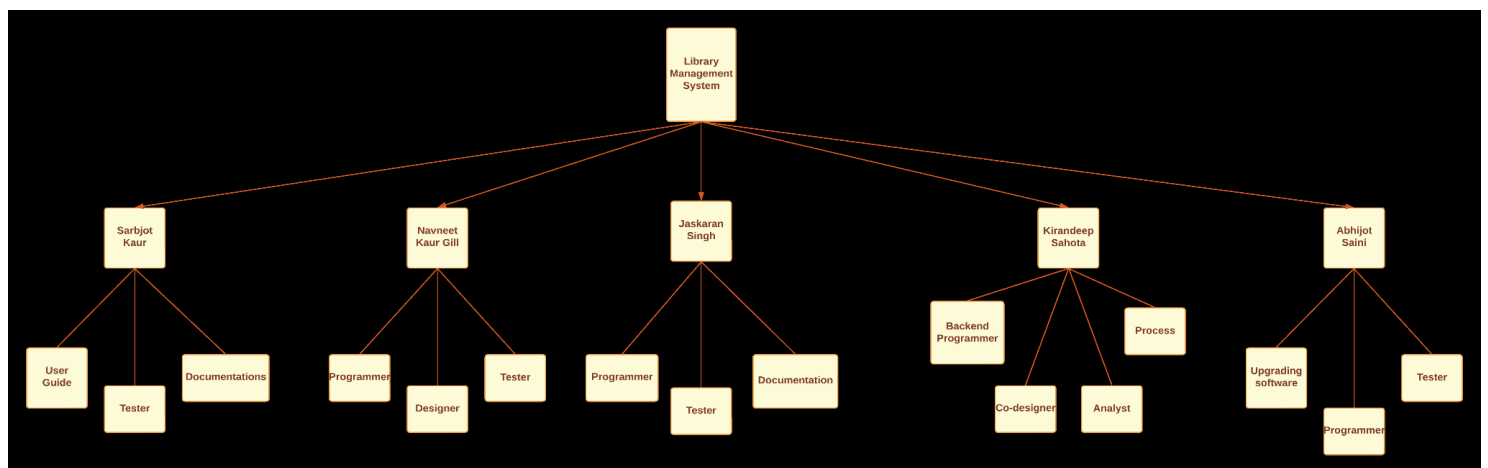 Library
Management
System
Sarbjot
Kaur
Navneet
Kaur Gill
Jaskaran
Singh
Kirandeep
Sahota
Abhijot
Saini
User
Guide
Tester
Documentations
Programmer
Designer
Tester
Programmer
Tester
Documentation
Backend
Programmer
Co-designer
Analyst
Process
Upgrading
software
Programmer
Tester